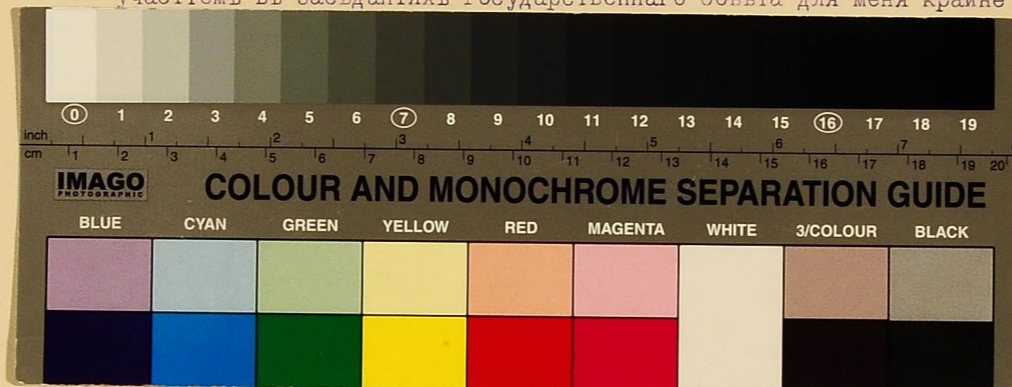 участіемъ въ засѣданіяхъ Государственнаго Совѣта для меня крайне
0 1 2 3 4 5 6 7 8 9 10 11 12 13 14 15 16 17 18 19
inch 1 2 3 4 5 6 7
cm 1 2 3 4 5 6 7 8 9 10 11 12 13 14 15 16 17 18 19 20
IMAGO
PHOTOGRAPHIC
COLOUR AND MONOCHROME SEPARATION GUIDE
BLUE CYAN GREEN YELLOW RED MAGENTA WHITE 3/COLOUR BLACK